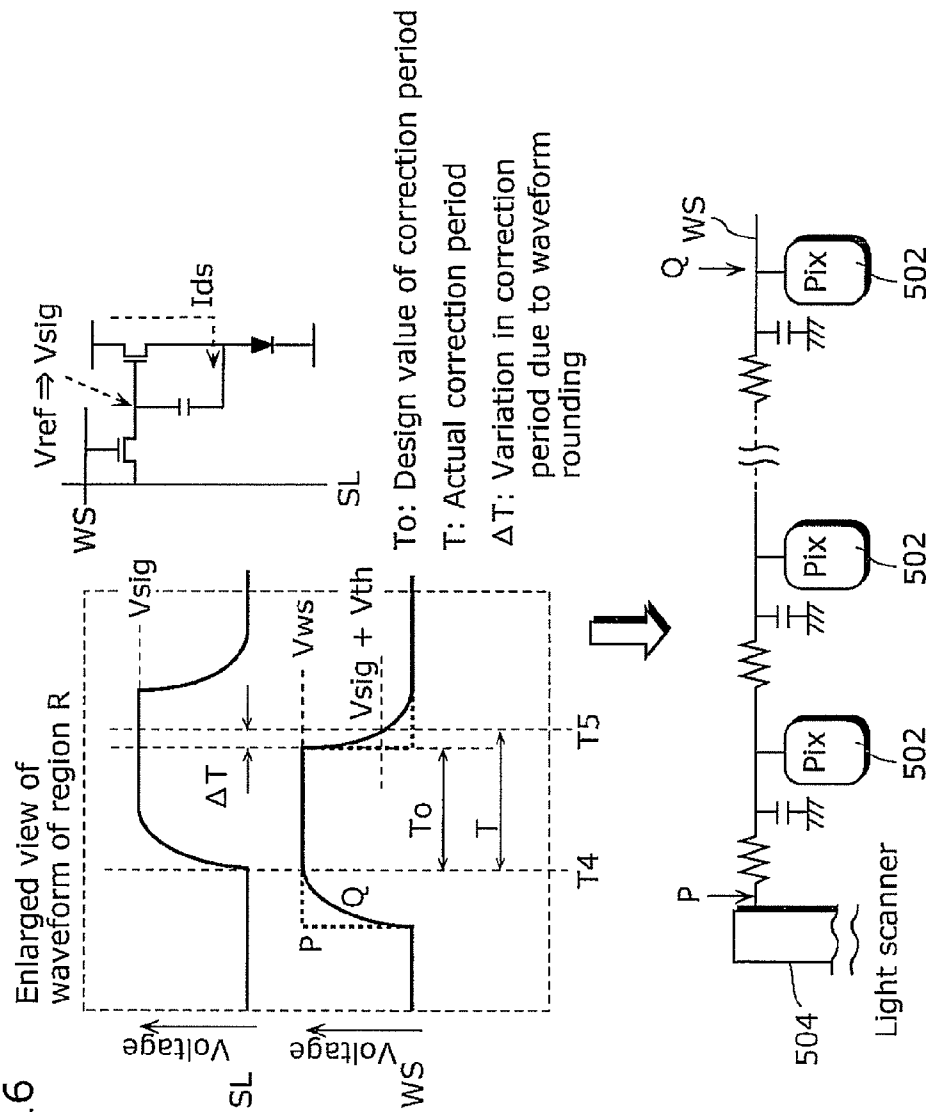 .6
Enlarged view of
waveform of region R
Voltage
SL
Vsig
ΔT
Voltage
WS
Vws
Vsig + Vth
P
Q
To
T
T4
T5
Vref ⇒ Vsig
WS
Ids
SL
To: Design value of correction period
T: Actual correction period
ΔT: Variation in correction
period due to waveform
rounding
P
504
Light scanner
Pix
502
Pix
502
Q
WS
Pix
502